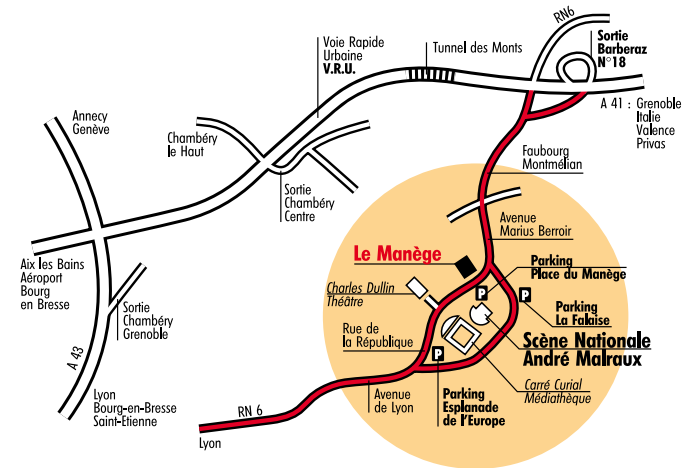 RN6
Sortie
Barberaz
N°18
Voie Rapide
Urbaine
V.R.U.
Tunnel des Monts
A 41 : Grenoble
Italie
Valence
Privas
Annecy
Genève
Chambéry
le Haut
Faubourg
Montmélian
Sortie
Chambéry
Centre
Avenue
Marius Berroir
Le Manège
Parking
Place du Manège
Aix les Bains
Aéroport
Bourg
en Bresse
Charles Dullin
Théâtre
P
P
Parking
La Falaise
Sortie
Chambéry
Grenoble
Rue de
la République
Scène Nationale
André Malraux
P
A 43
Carré Curial
Médiathèque
Lyon
Bourg-en-Bresse
Saint-Etienne
Avenue
de Lyon
Parking
Esplanade
de l'Europe
RN 6
Lyon